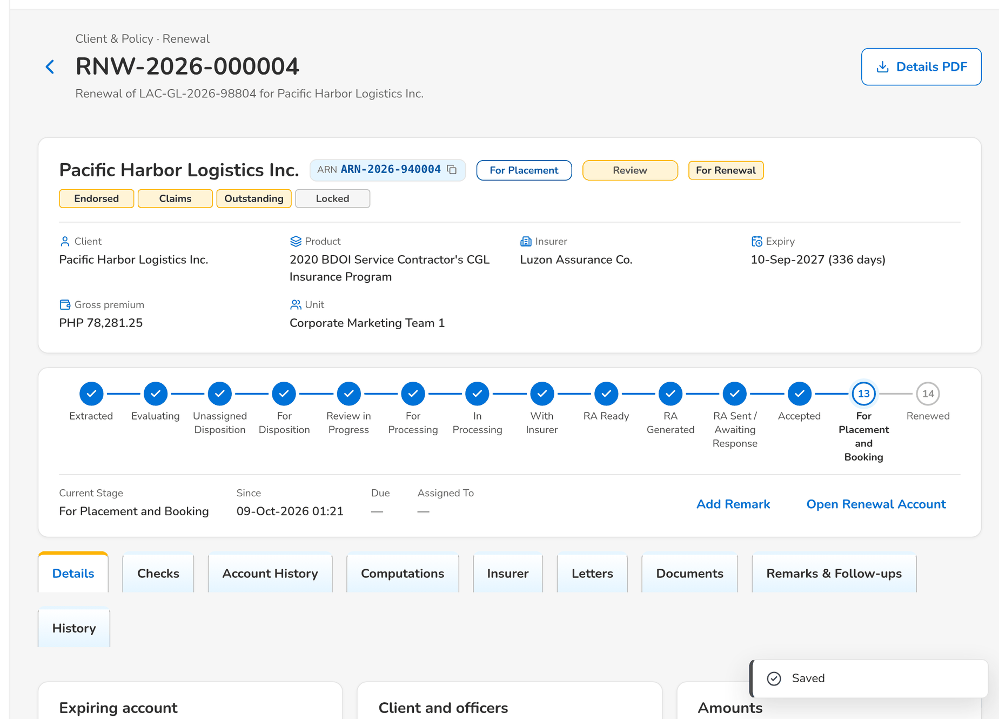 Client & Policy · Renewal
RNW-2026-000004
Details PDF
Renewal of LAC-GL-2026-98804 for Pacific Harbor Logistics Inc.
Pacific Harbor Logistics Inc. ARN ARN-2026-940004 For Placement Review For Renewal
Endorsed Claims Outstanding Locked
Client Product Insurer Expiry
Pacific Harbor Logistics Inc. 2020 BDOI Service Contractor's CGL Luzon Assurance Co. 10-Sep-2027 (336 days)
Insurance Program
Gross premium Unit
PHP 78,281.25 Corporate Marketing Team 1
13 14
Extracted Evaluating Unassigned For Review in For In With RA Ready RA RA Sent / Accepted For Renewed
Disposition Disposition Progress Processing Processing Insurer Generated Awaiting Placement
Response and
Booking
Current Stage Since Due Assigned To
For Placement and Booking 09-Oct-2026 01:21 — —
Add Remark Open Renewal Account
Details Checks Account History Computations Insurer Letters Documents Remarks & Follow-ups
History
Saved
Expiring account Client and officers Amounts